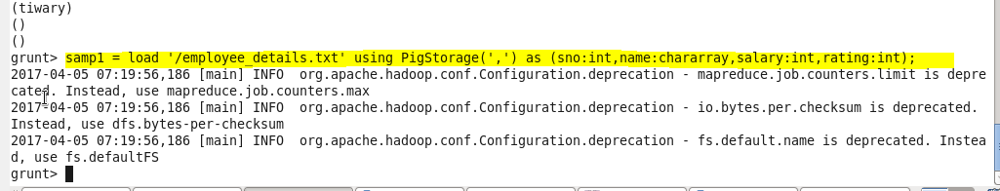 (tiwary)
()
()
grunt> samp1 = load '/employee_details.txt' using PigStorage(',') as (sno:int,name:chararray,salary:int,rating:int);
2017-04-05 07:19:56,186 [main] INFO  org.apache.hadoop.conf.Configuration.deprecation - mapreduce.job.counters.limit is depre
cated. Instead, use mapreduce.job.counters.max
2017-04-05 07:19:56,186 [main] INFO  org.apache.hadoop.conf.Configuration.deprecation - io.bytes.per.checksum is deprecated.
Instead, use dfs.bytes-per-checksum
2017-04-05 07:19:56,186 [main] INFO  org.apache.hadoop.conf.Configuration.deprecation - fs.default.name is deprecated. Instea
d, use fs.defaultFS
grunt>